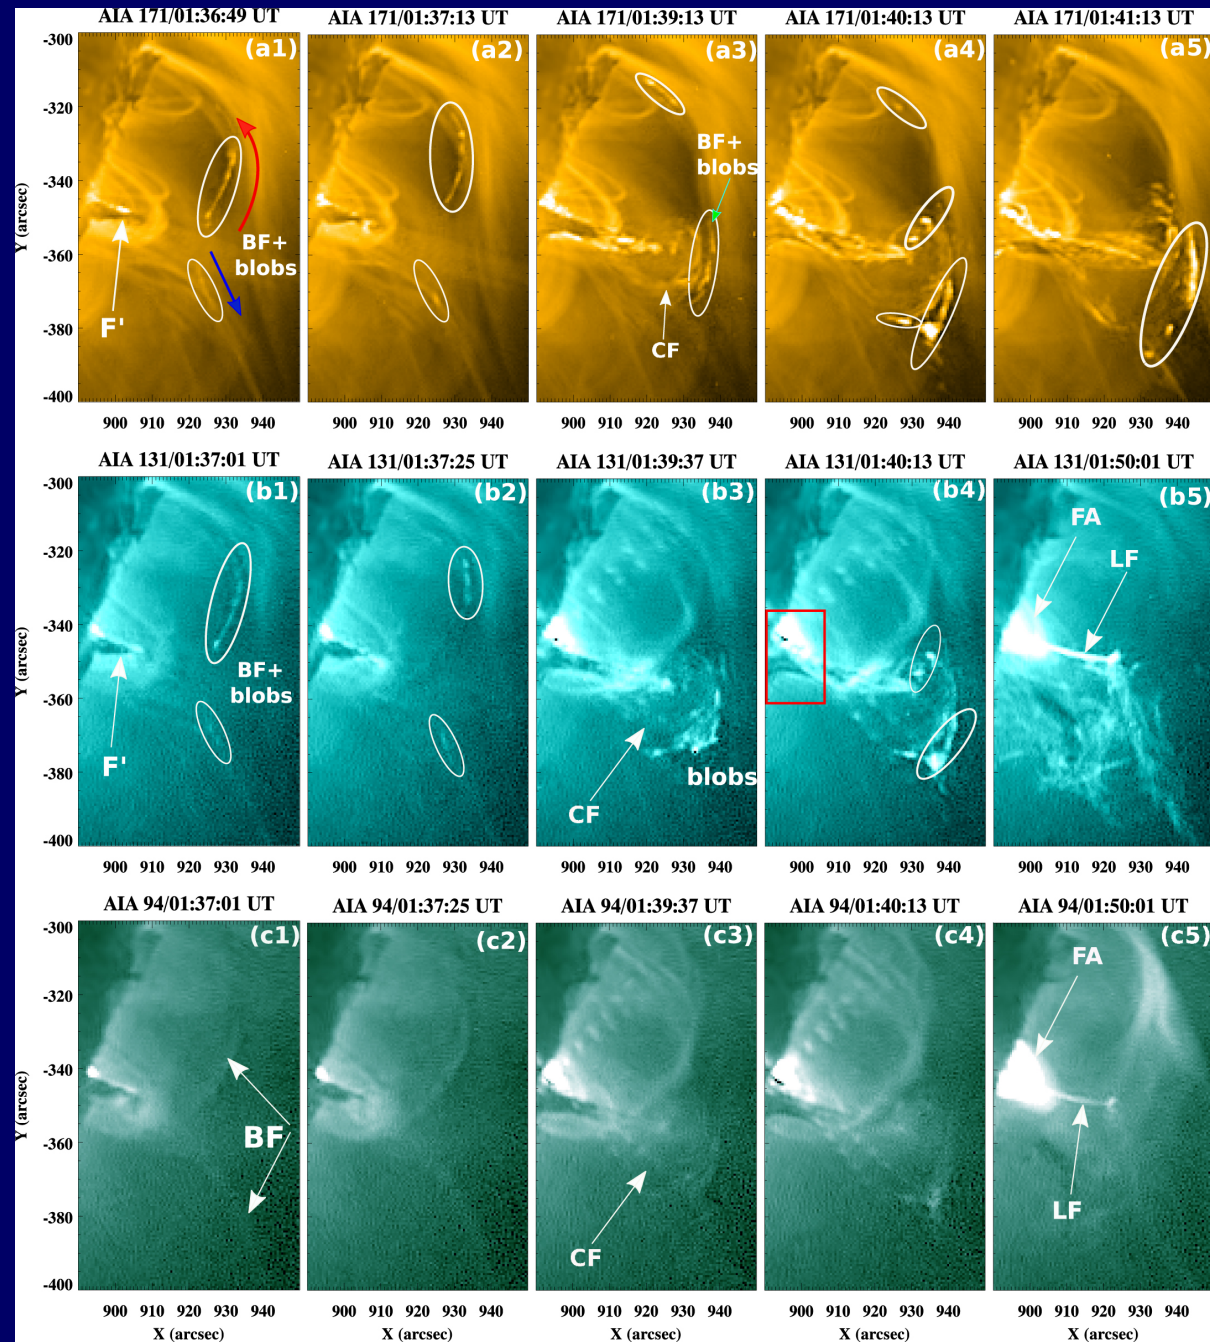 AIA 171/01:36:49 UT AIA 171/01:37:13 UT AIA 171/01:39:13 UT AIA 171/01:40:13 UT AIA 171/01:41:13 UT
-300 (a1) (a2) (a3) (a4) (a5)
-320
BF+
blobs
-340
Y (arcsec)
BF+
blobs
-360
F'
CF
-380
-400
900 910 920 930 940 900 910 920 930 940 900 910 920 930 940 900 910 920 930 940 900 910 920 930 940
AIA 131/01:37:01 UT AIA 131/01:37:25 UT AIA 131/01:39:37 UT AIA 131/01:40:13 UT AIA 131/01:50:01 UT
-300 (b1) (b2) (b3) (b4) (b5)
FA
-320
LF
-340
Y (arcsec)
BF+
blobs
-360
F'
blobs
-380
CF
-400
900 910 920 930 940 900 910 920 930 940 900 910 920 930 940 900 910 920 930 940 900 910 920 930 940
AIA 94/01:37:01 UT AIA 94/01:37:25 UT AIA 94/01:39:37 UT AIA 94/01:40:13 UT AIA 94/01:50:01 UT
-300 (c1) (c2) (c3) (c4) (c5)
FA
-320
-340
Y (arcsec)
BF
-360
LF
-380
CF
-400
900 910 920 930 940 900 910 920 930 940 900 910 920 930 940 900 910 920 930 940 900 910 920 930 940
X (arcsec) X (arcsec) X (arcsec) X (arcsec) X (arcsec)